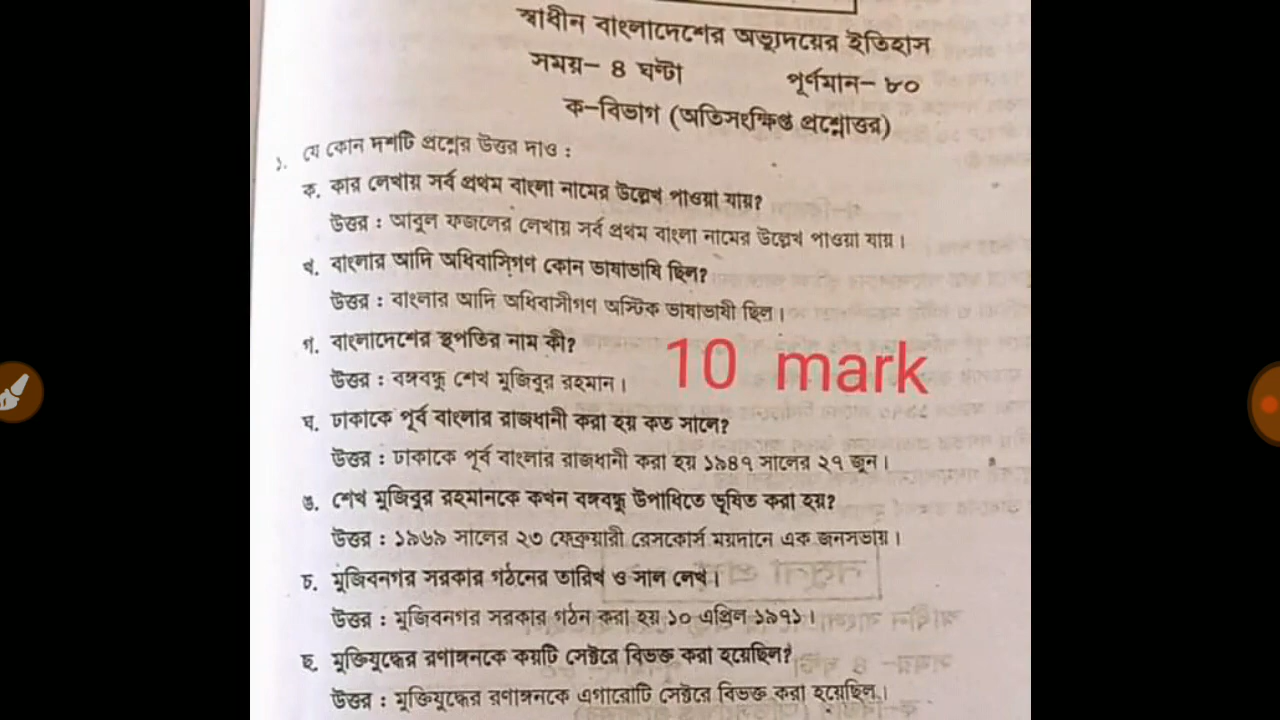 স্বাধীন বাংলাদেশের অভ্যুদয়ের ইতিহাস
সময়– ৪ ঘণ্টা পূর্ণমান– ৮০
ক–বিভাগ (অতিসংক্ষিপ্ত প্রশ্নোত্তর)
১. যে কোন দশটি প্রশ্নের উত্তর দাও :
ক. কার লেখায় সর্ব প্রথম বাংলা নামের উল্লেখ পাওয়া যায়?
উত্তর : আবুল ফজলের লেখায় সর্ব প্রথম বাংলা নামের উল্লেখ পাওয়া যায়।
খ. বাংলার আদি অধিবাসিগণ কোন ভাষাভাষি ছিল?
উত্তর : বাংলার আদি অধিবাসীগণ অস্টিক ভাষাভাষী ছিল।
গ. বাংলাদেশের স্থপতির নাম কী?
উত্তর : বঙ্গবন্ধু শেখ মুজিবুর রহমান।
10 mark
ঘ. ঢাকাকে পূর্ব বাংলার রাজধানী করা হয় কত সালে?
উত্তর : ঢাকাকে পূর্ব বাংলার রাজধানী করা হয় ১৯৪৭ সালের ২৭ জুন।
ঙ. শেখ মুজিবুর রহমানকে কখন বঙ্গবন্ধু উপাধিতে ভূষিত করা হয়?
উত্তর : ১৯৬৯ সালের ২৩ ফেব্রুয়ারী রেসকোর্স ময়দানে এক জনসভায়।
চ. মুজিবনগর সরকার গঠনের তারিখ ও সাল লেখ।
উত্তর : মুজিবনগর সরকার গঠন করা হয় ১০ এপ্রিল ১৯৭১।
ছ. মুক্তিযুদ্ধের রণাঙ্গনকে কয়টি সেক্টরে বিভক্ত করা হয়েছিল?
উত্তর : মুক্তিযুদ্ধের রণাঙ্গনকে এগারোটি সেক্টরে বিভক্ত করা হয়েছিল।